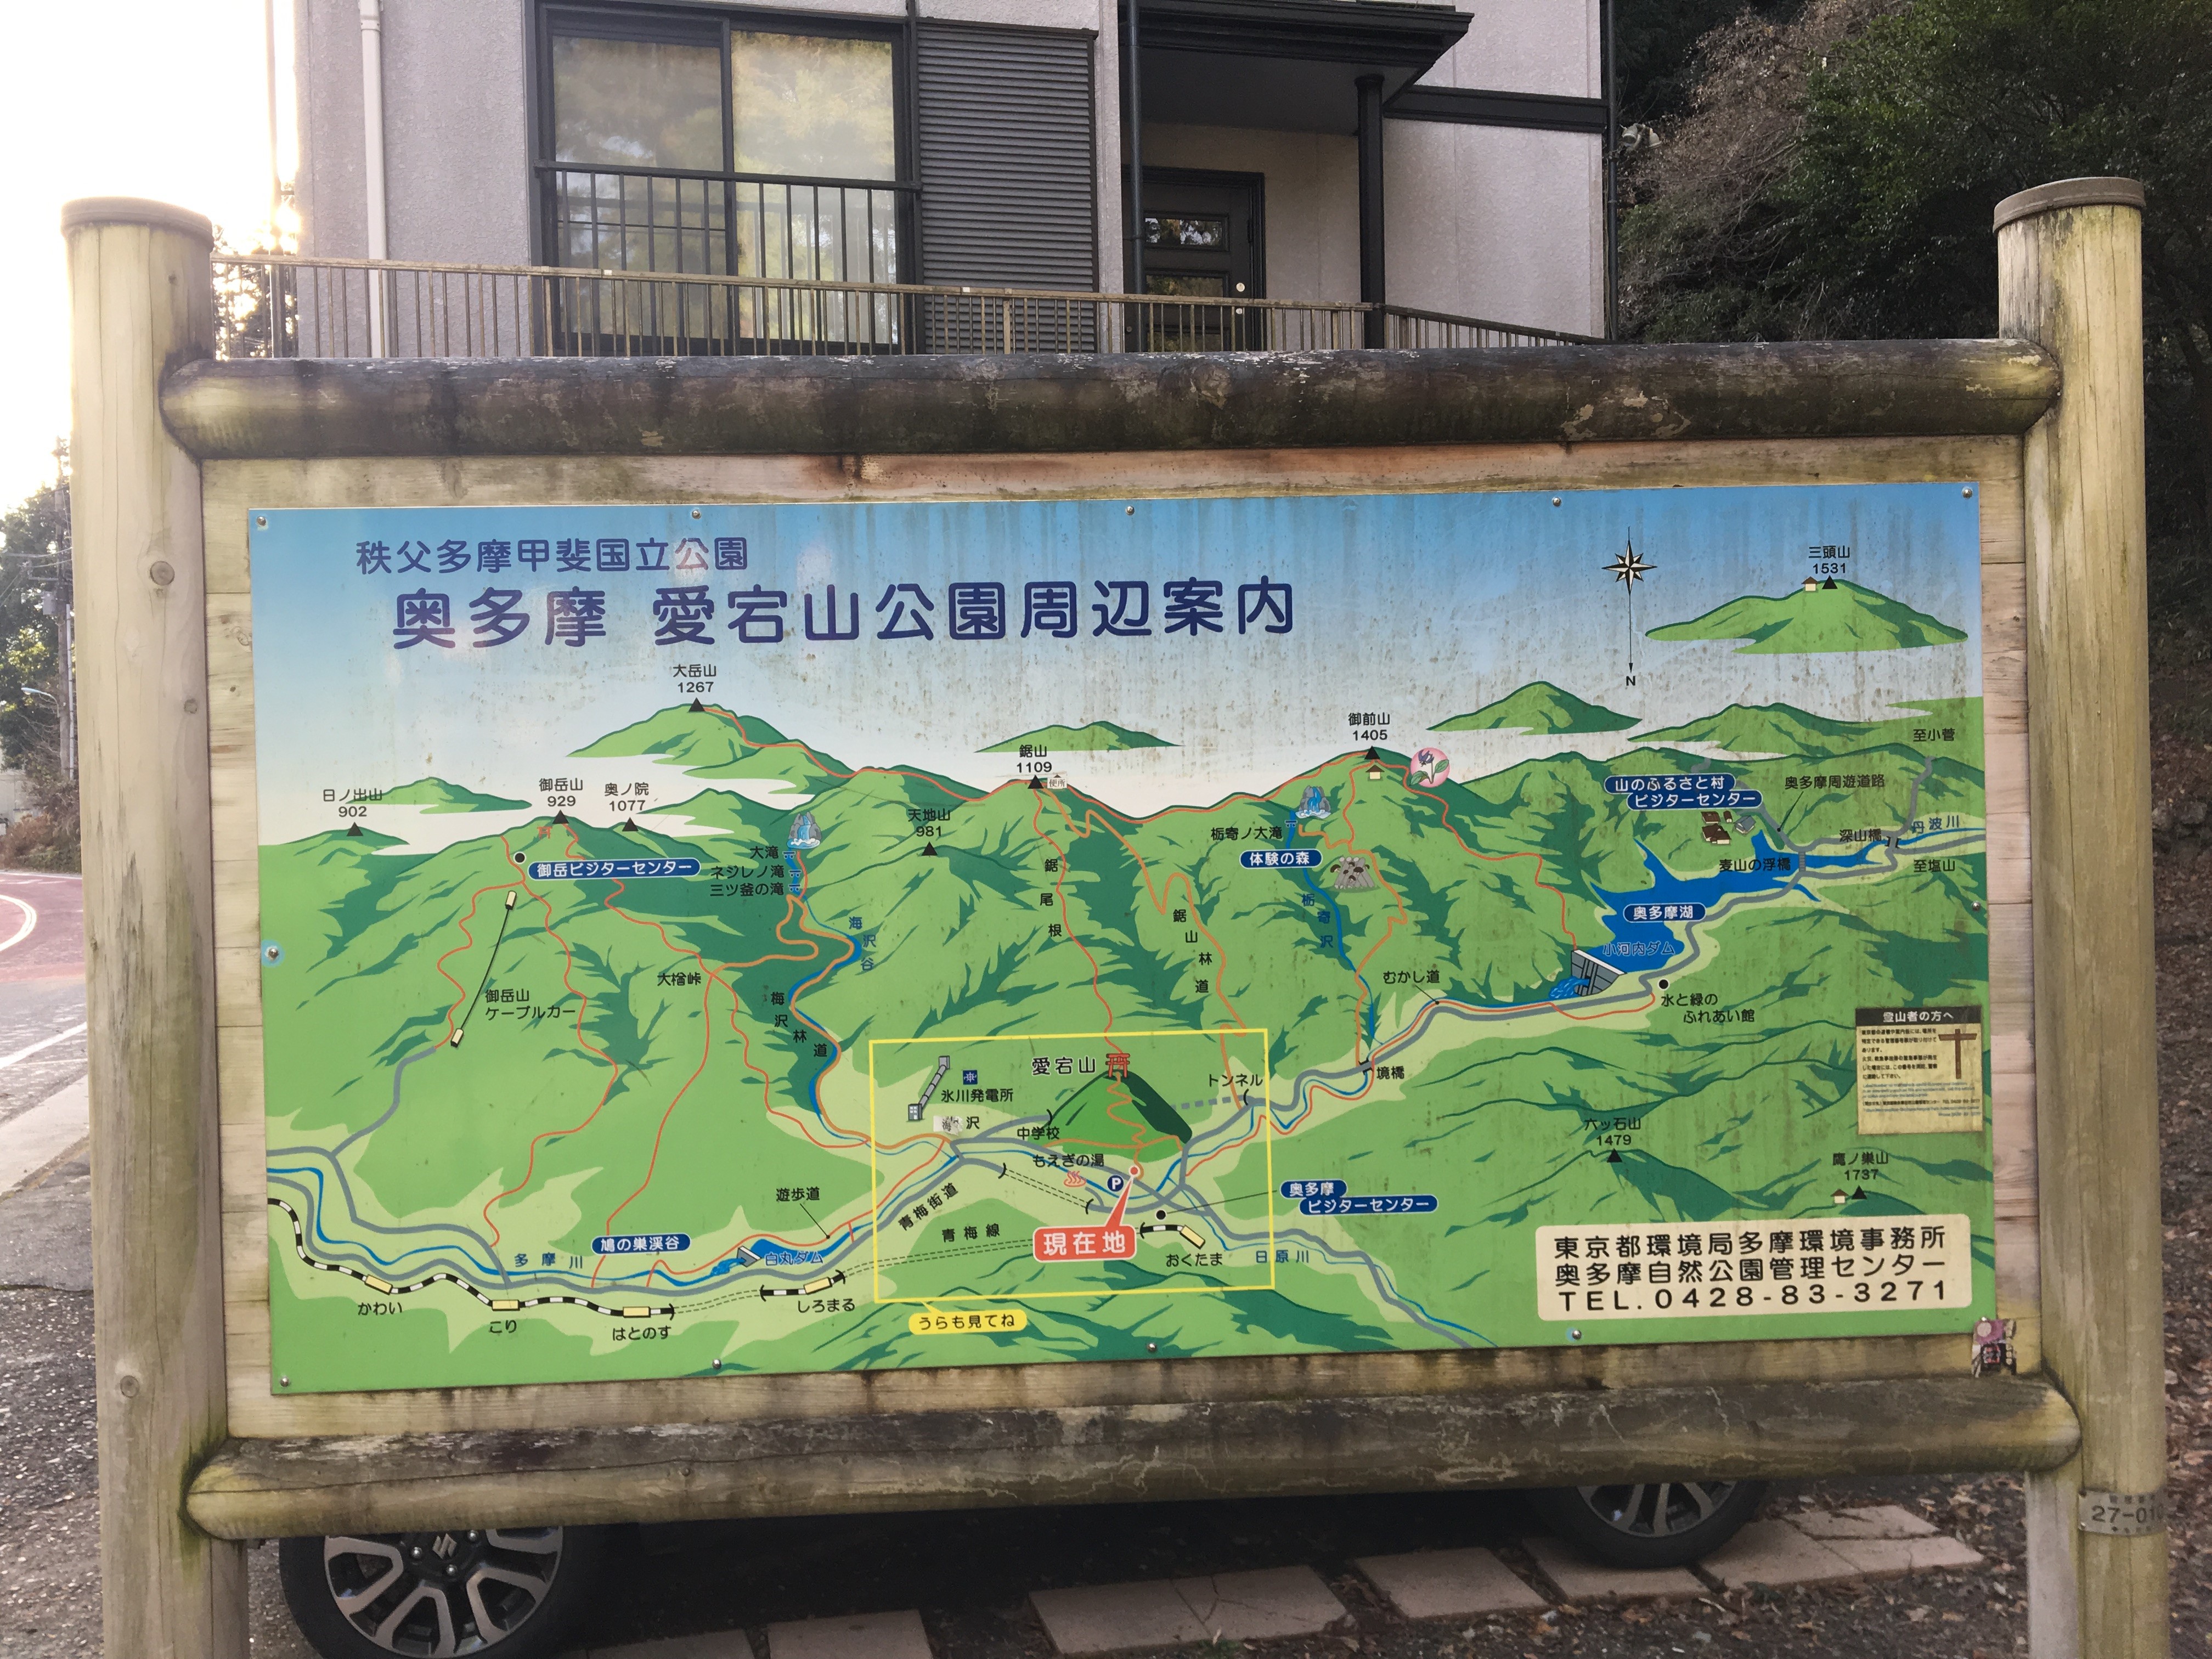 秩父多摩甲斐国立公園
奥多摩 愛宕山公園周辺案内
三頭山
1531
N
大岳山
1267
御前山
1405
至小菅
鋸山
1109
便所
山のふるさと村
ビジターセンター
奥多摩周遊道路
日ノ出山
902
御岳山
929
奥ノ院
1077
天地山
981
栃寄ノ大滝
深山橋
丹波川
大滝
ネジレノ滝
三ツ釜の滝
御岳ビジターセンター
体験の森
麦山の浮橋
至塩山
鋸尾根
鋸山林道
栃寄沢
奥多摩湖
小河内ダム
海沢谷
大楢峠
むかし道
御岳山
ケーブルカー
梅沢林道
水と緑の
ふれあい館
登山者の方へ
愛宕山
トンネル
境橋
氷川発電所
沢
中学校
もえぎの湯
P
六ッ石山
1479
鷹ノ巣山
1737
遊歩道
青梅街道
青梅線
現在地
奥多摩
ビジターセンター
おくたま
日原川
多摩川
鳩の巣渓谷
白丸ダム
かわい
こり
はとのす
しろまる
うらも見てね
東京都環境局多摩環境事務所
奥多摩自然公園管理センター
TEL.0428-83-3271